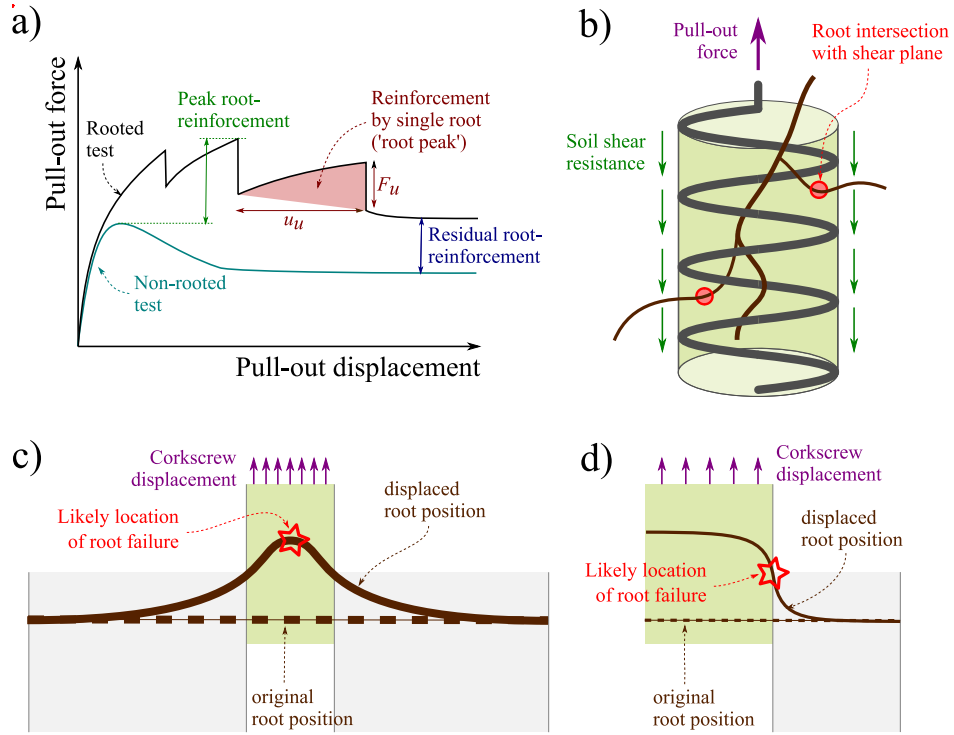 a)
Pull-out force
Pull-out displacement
Rooted
test
Peak root-
reinforcement
Reinforcement
by single root
('root peak')
Fu
uu
Residual root-
reinforcement
Non-rooted
test
b)
Pull-out
force
Root intersection
with shear plane
Soil shear
resistance
c)
Corkscrew
displacement
displaced
root position
Likely location
of root failure
original
root position
d)
Corkscrew
displacement
displaced
root position
Likely location
of root failure
original
root position